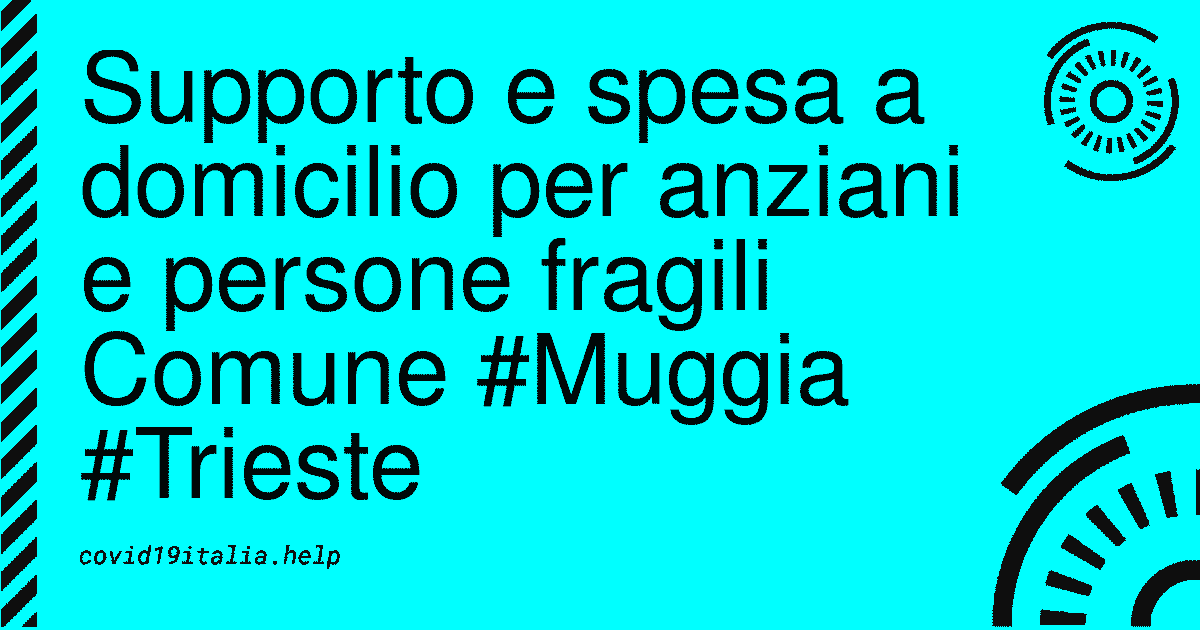 Supporto e spesa a
domicilio per anziani
e persone fragili
Comune #Muggia
#Trieste
covid19italia.help